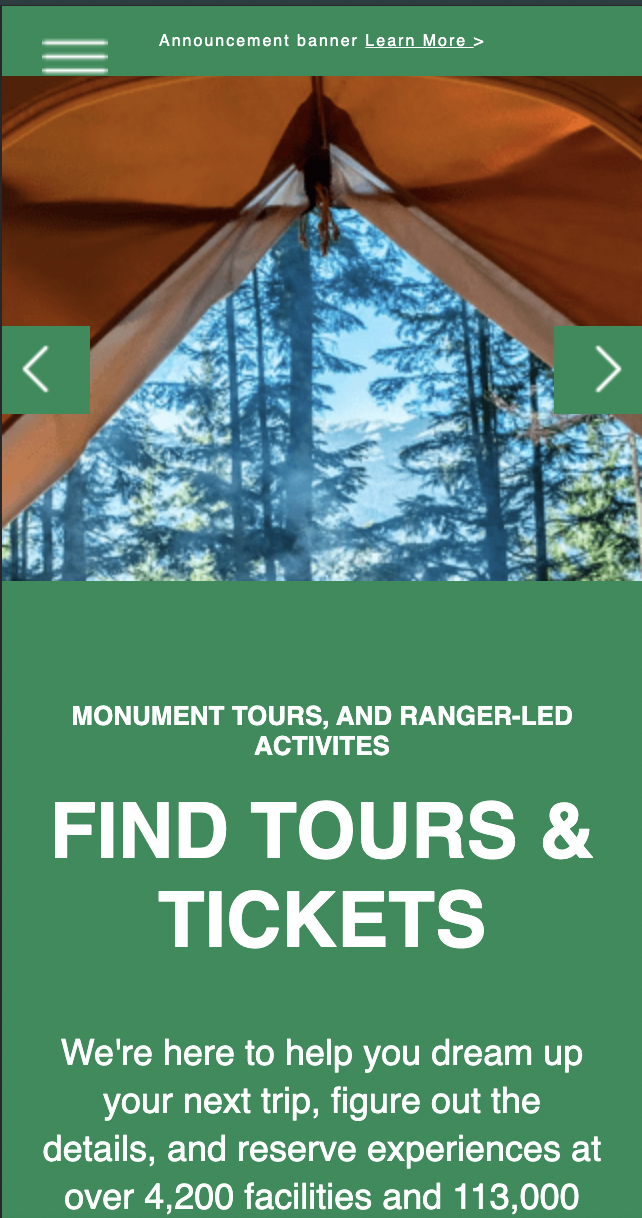 Announcement banner Learn More >
MONUMENT TOURS, AND RANGER-LED
ACTIVITES
FIND TOURS &
TICKETS
We're here to help you dream up
your next trip, figure out the
details, and reserve experiences at
over 4,200 facilities and 113,000